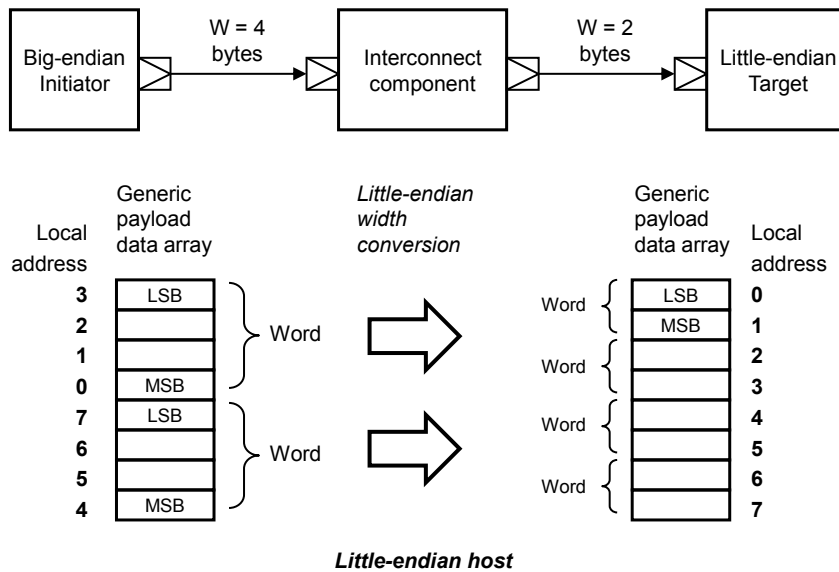 Big-endian
Initiator
W = 4
bytes
Interconnect
component
W = 2
bytes
Little-endian
Target
Generic
payload
data array
Local
address
Little-endian
width
conversion
Generic
payload
data array
Local
address
3
LSB
2
1
0
MSB
Word
7
LSB
6
5
4
MSB
Word
Word
LSB
0
MSB
1
Word
2
3
Word
4
5
Word
6
7
Little-endian host